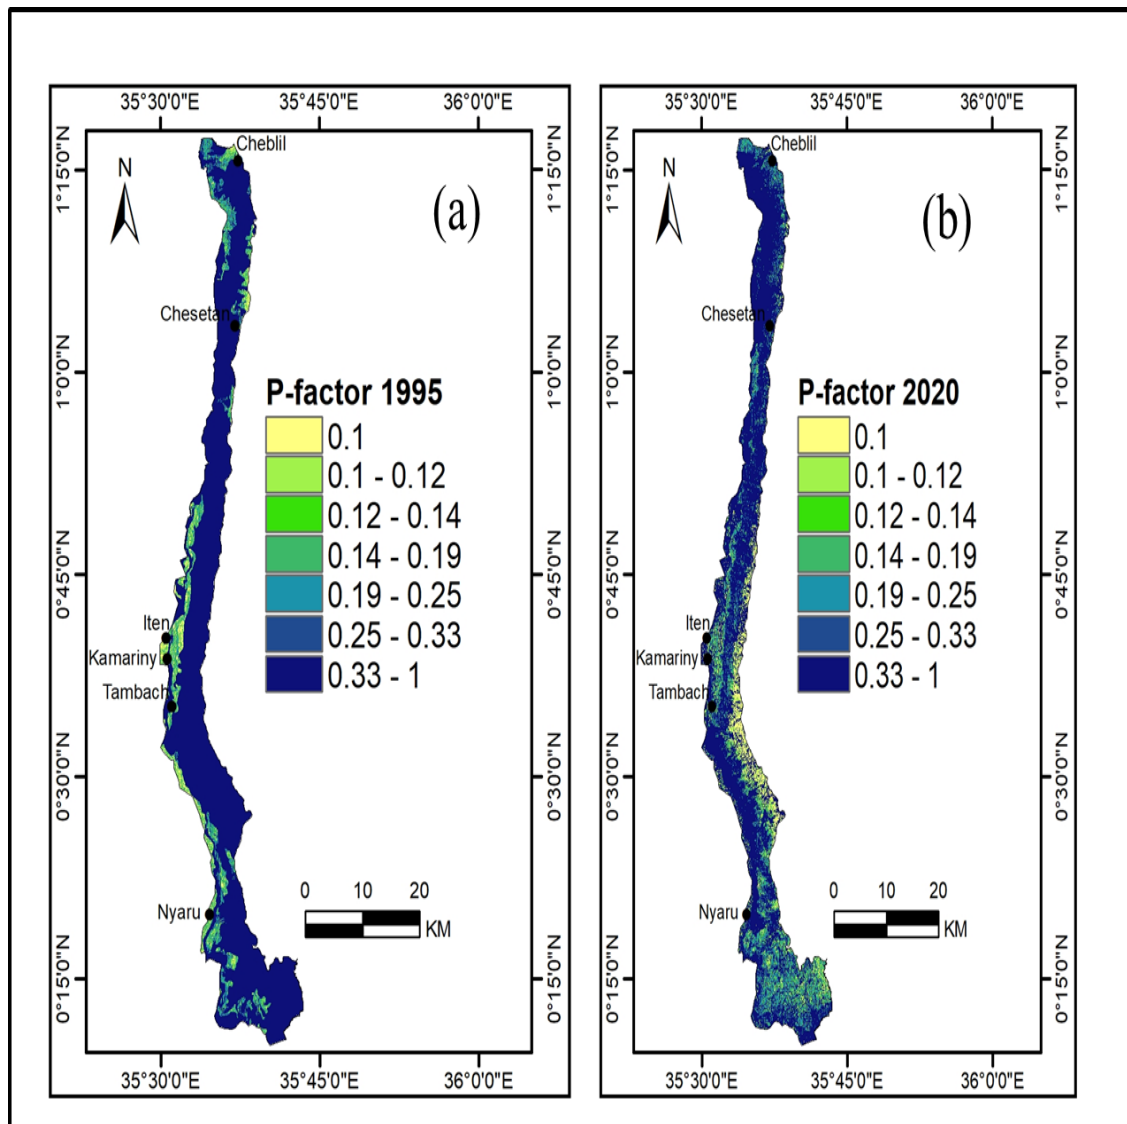 35°30'0"E 35°45'0"E 36°0'0"E
1°15'0"N
1°0'0"N
0°45'0"N
0°30'0"N
0°15'0"N
N
(a)
Cheblil
Chesetan
Iten
Kamariny
Tambach
Nyaru
P-factor 1995
0.1
0.1 - 0.12
0.12 - 0.14
0.14 - 0.19
0.19 - 0.25
0.25 - 0.33
0.33 - 1
0 10 20
KM
1°15'0"N
1°0'0"N
0°45'0"N
0°30'0"N
0°15'0"N
35°30'0"E 35°45'0"E 36°0'0"E
35°30'0"E 35°45'0"E 36°0'0"E
1°15'0"N
1°0'0"N
0°45'0"N
0°30'0"N
0°15'0"N
N
(b)
Cheblil
Chesetan
Iten
Kamariny
Tambach
Nyaru
P-factor 2020
0.1
0.1 - 0.12
0.12 - 0.14
0.14 - 0.19
0.19 - 0.25
0.25 - 0.33
0.33 - 1
0 10 20
KM
1°15'0"N
1°0'0"N
0°45'0"N
0°30'0"N
0°15'0"N
35°30'0"E 35°45'0"E 36°0'0"E